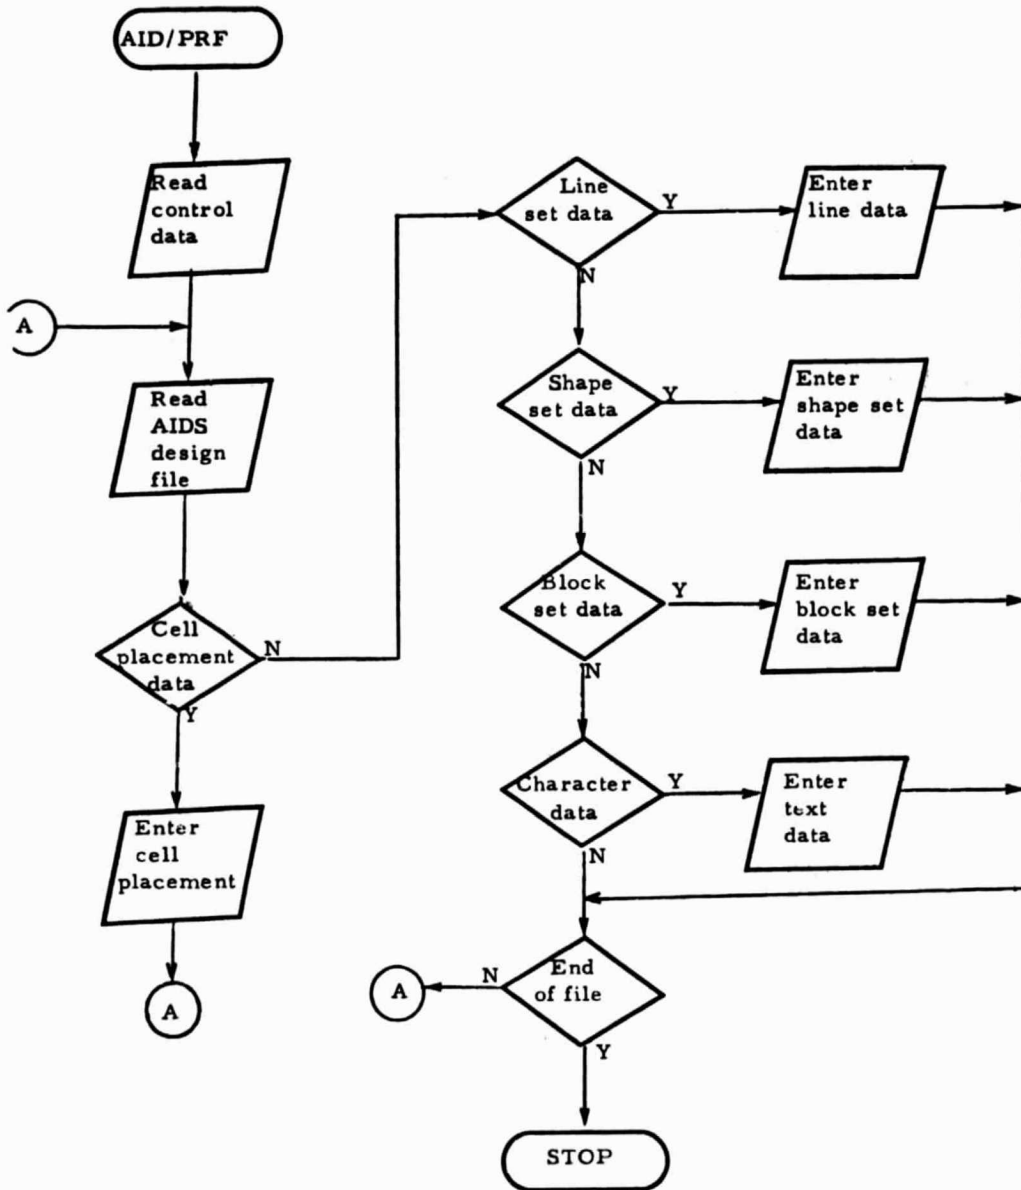 AID/PRF
Read
control
data
A
Read
AIDS
design
file
Cell
placement
data
N
Y
Enter
cell
placement
A
Line
set data
Y
N
Enter
line data
Shape
set data
Y
N
Enter
shape set
data
Block
set data
Y
N
Enter
block set
data
Character
data
Y
N
Enter
text
data
End
of file
N
A
Y
STOP